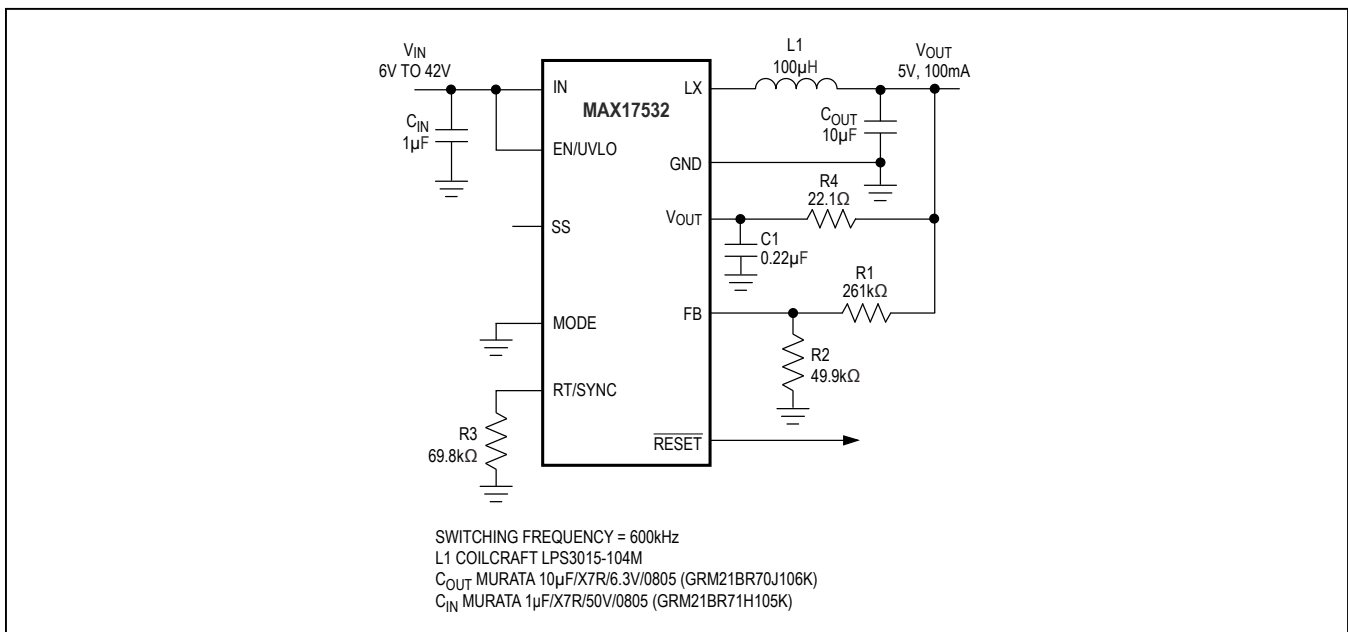 VIN
6V TO 42V
CIN
1µF
IN
EN/UVLO
SS
MODE
RT/SYNC
R3
69.8kΩ
MAX17532
LX
GND
VOUT
FB
RESET
L1
100µH
VOUT
5V, 100mA
COUT
10µF
R4
22.1Ω
C1
0.22µF
R1
261kΩ
R2
49.9kΩ
SWITCHING FREQUENCY = 600kHz
L1 COILCRAFT LPS3015-104M
COUT MURATA 10µF/X7R/6.3V/0805 (GRM21BR70J106K)
CIN MURATA 1µF/X7R/50V/0805 (GRM21BR71H105K)